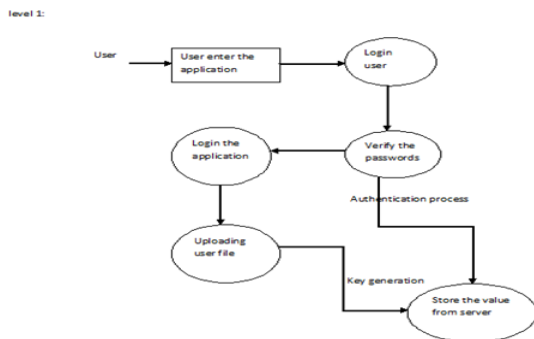 level 1:
User
User enter the
application
Login
user
Login the
application
Verify the
passwords
Authentication process
Uploading
user file
Key generation
Store the value
from server